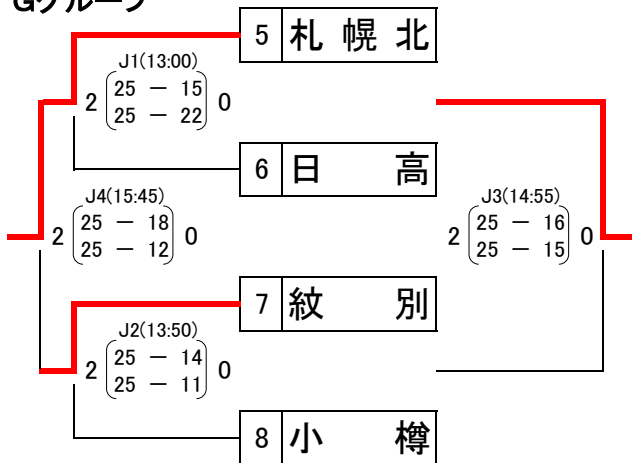 Gグループ
5 札幌北
J1(13:00)
2 25 － 15 0
25 － 22
6 日高
J4(15:45)
2 25 － 18 0
25 － 12
J3(14:55)
2 25 － 16 0
25 － 15
7 紋別
J2(13:50)
2 25 － 14 0
25 － 11
8 小樽